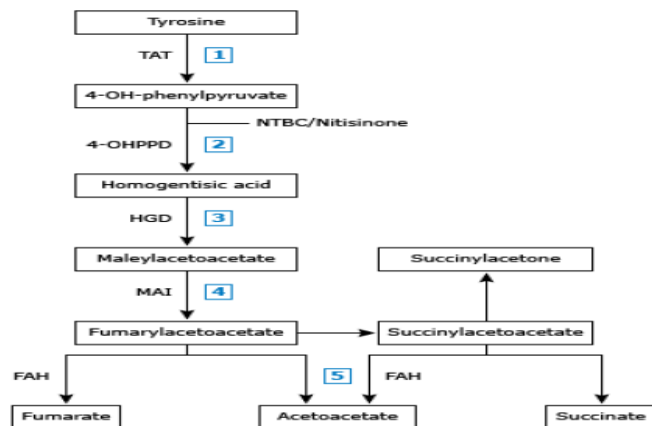 Tyrosine
TAT 1
4-OH-phenylpyruvate
NTBC/Nitisinone
4-OHPPD 2
Homogentisic acid
HGD 3
Maleylacetoacetate Succinylacetone
MAI 4
Fumarylacetoacetate Succinylacetoacetate
FAH 5 FAH
Fumarate Acetoacetate Succinate